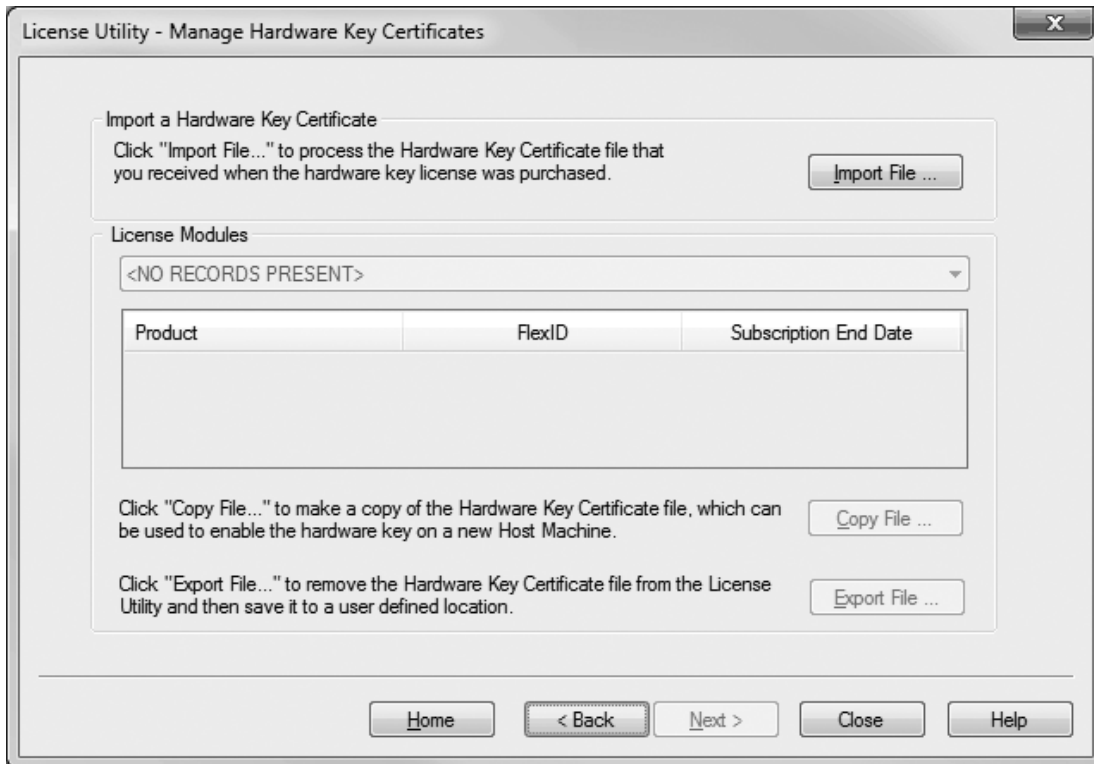 License Utility - Manage Hardware Key Certificates
X
Import a Hardware Key Certificate
Click "Import File..." to process the Hardware Key Certificate file that
you received when the hardware key license was purchased.
Import File ...
License Modules
<NO RECORDS PRESENT>
Product FlexID Subscription End Date
Click "Copy File..." to make a copy of the Hardware Key Certificate file, which can
be used to enable the hardware key on a new Host Machine.
Copy File ...
Click "Export File..." to remove the Hardware Key Certificate file from the License
Utility and then save it to a user defined location.
Export File ...
Home < Back Next > Close Help